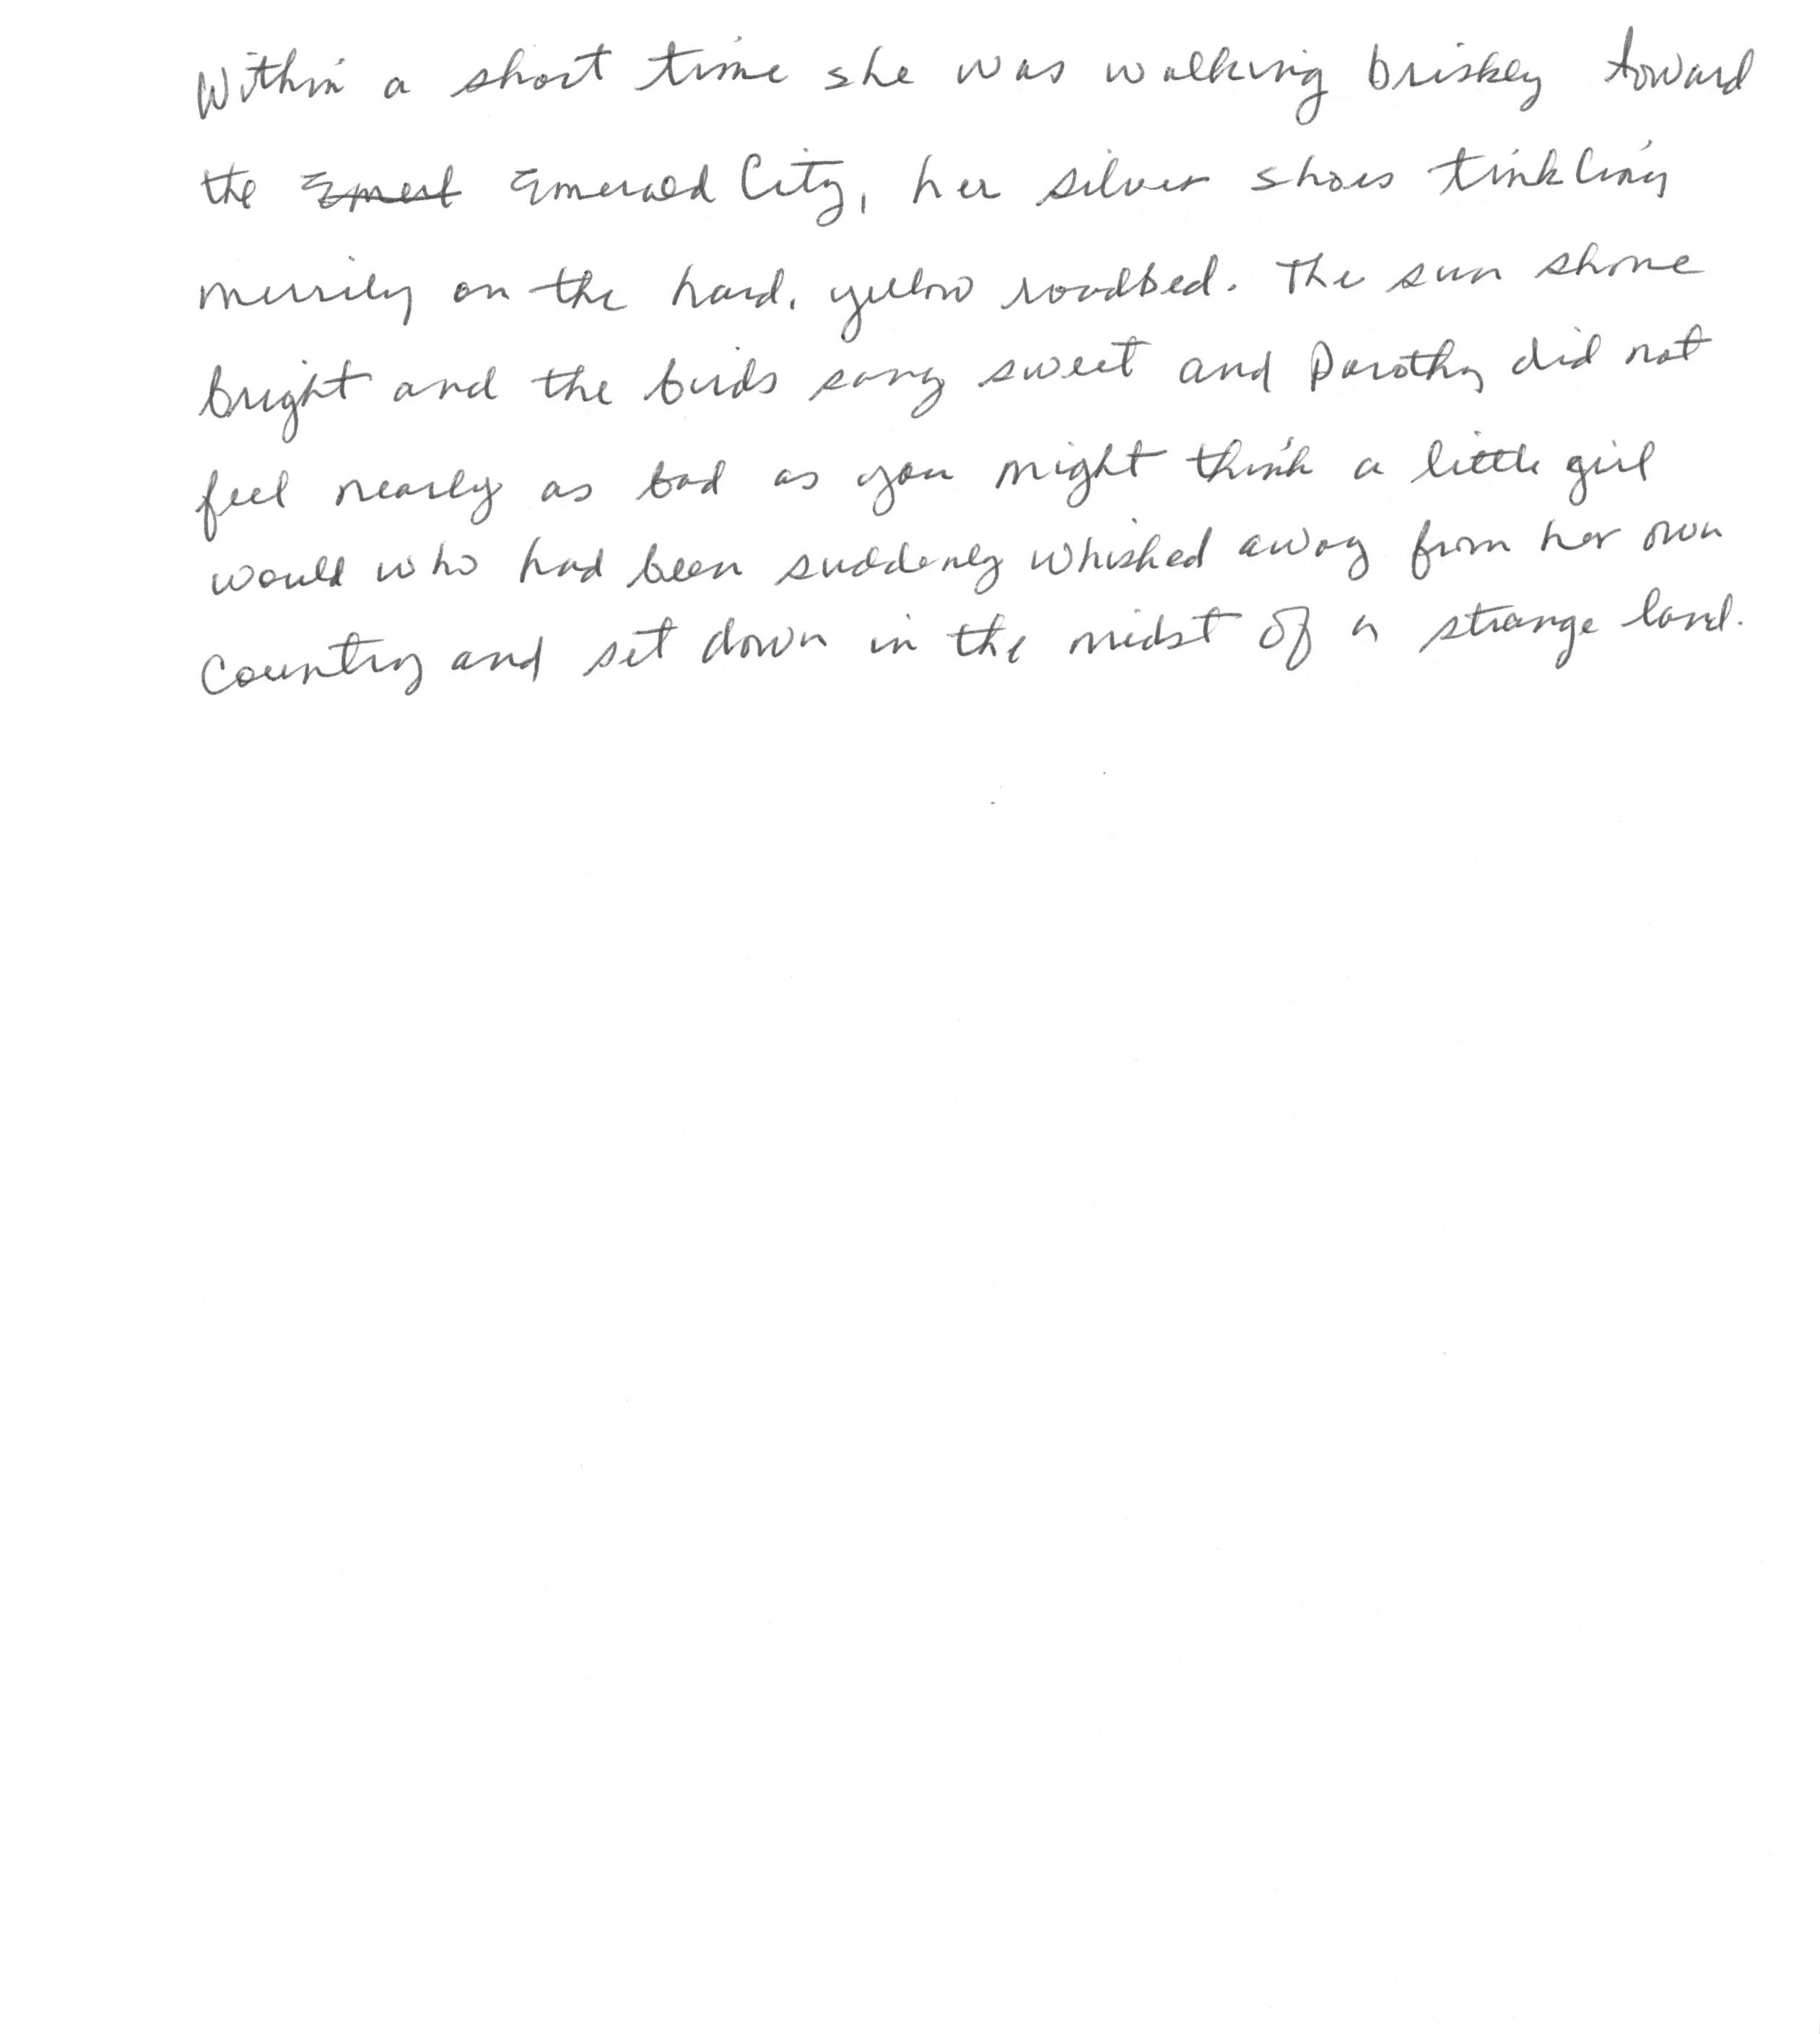 Within a short time she was walking briskly toward
the Emerald City, her silver shoes tinkling
merrily on the hard, yellow roadbed. The sun shone
bright and the birds sang sweet and Dorothy did not
feel nearly as bad as you might think a little girl
would who had been suddenly whisked away from her own
country and set down in the midst of a strange land.